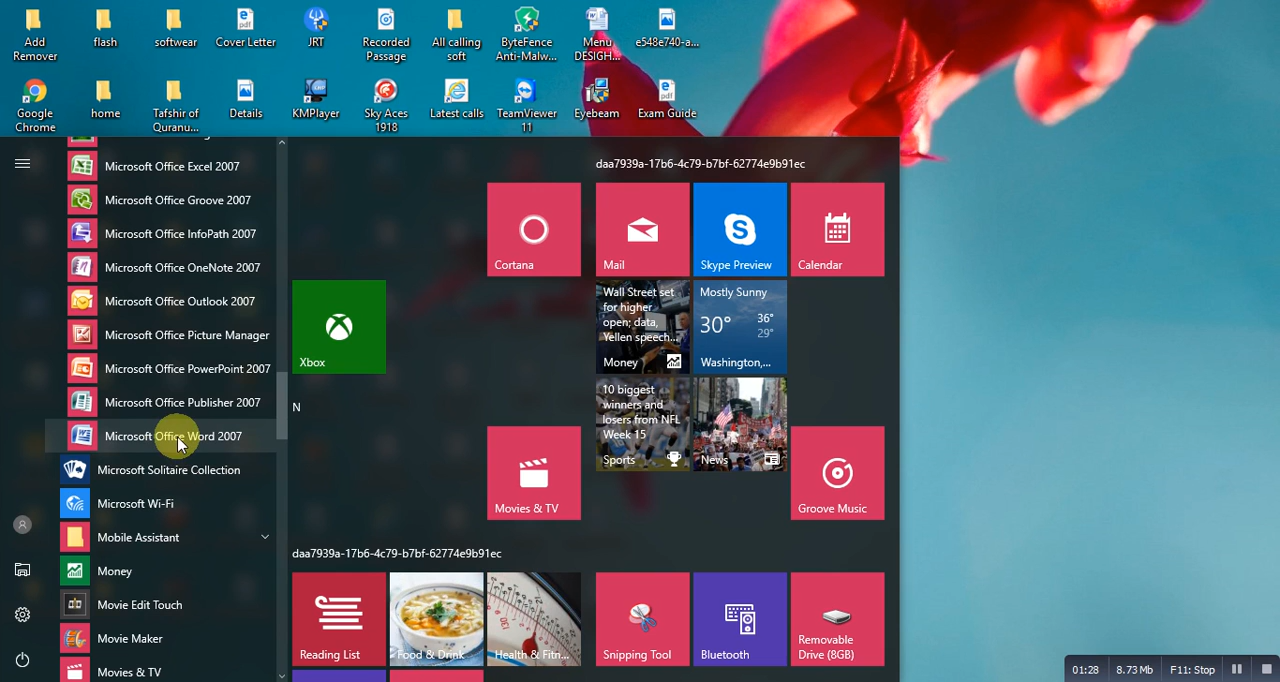 Add
Remover
flash
softwear
Cover Letter
JRT
Recorded
Passage
All calling
soft
ByteFence
Anti-Malw...
Menu
DESIGH...
e548e740-a...
Google
Chrome
home
Tafshir of
Quranu...
Details
KMPlayer
Sky Aces
1918
Latest calls
TeamViewer
11
Eyebeam
Exam Guide
Microsoft Office Excel 2007
Microsoft Office Groove 2007
Microsoft Office InfoPath 2007
Microsoft Office OneNote 2007
Microsoft Office Outlook 2007
Microsoft Office Picture Manager
Microsoft Office PowerPoint 2007
Microsoft Office Publisher 2007
Microsoft Office Word 2007
Microsoft Solitaire Collection
Microsoft Wi-Fi
Mobile Assistant
Money
Movie Edit Touch
Movie Maker
Movies & TV
Xbox
N
Cortana
Movies & TV
daa7939a-17b6-4c79-b7bf-62774e9b91ec
Mail
Skype Preview
Calendar
Wall Street set
for higher
open; data,
Yellen speech...
Money
Mostly Sunny
30°
36°
29°
Washington,...
10 biggest
winners and
losers from NFL
Week 15
Sports
News
Groove Music
daa7939a-17b6-4c79-b7bf-62774e9b91ec
Reading List
Food & Drink
Health & Fitn...
Snipping Tool
Bluetooth
Removable
Drive (8GB)
01:28
8.73 Mb
F11: Stop